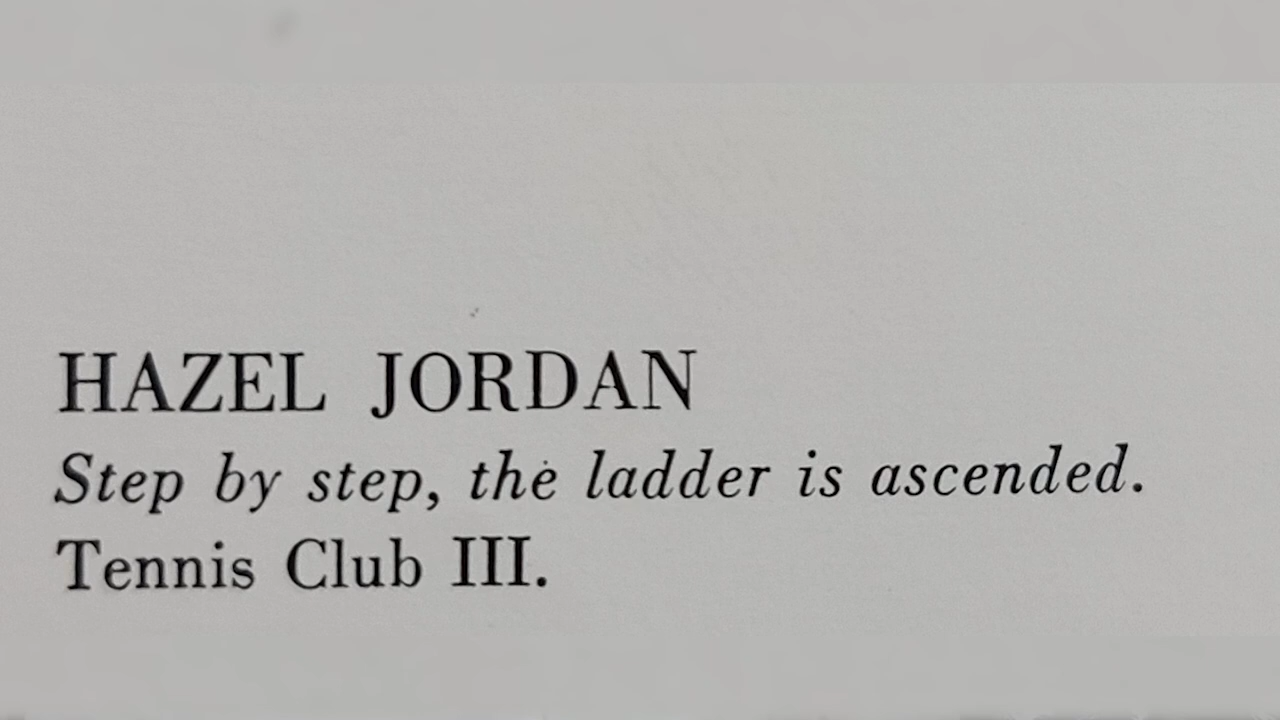 HAZEL JORDAN
Step by step, the ladder is ascended.
Tennis Club III.